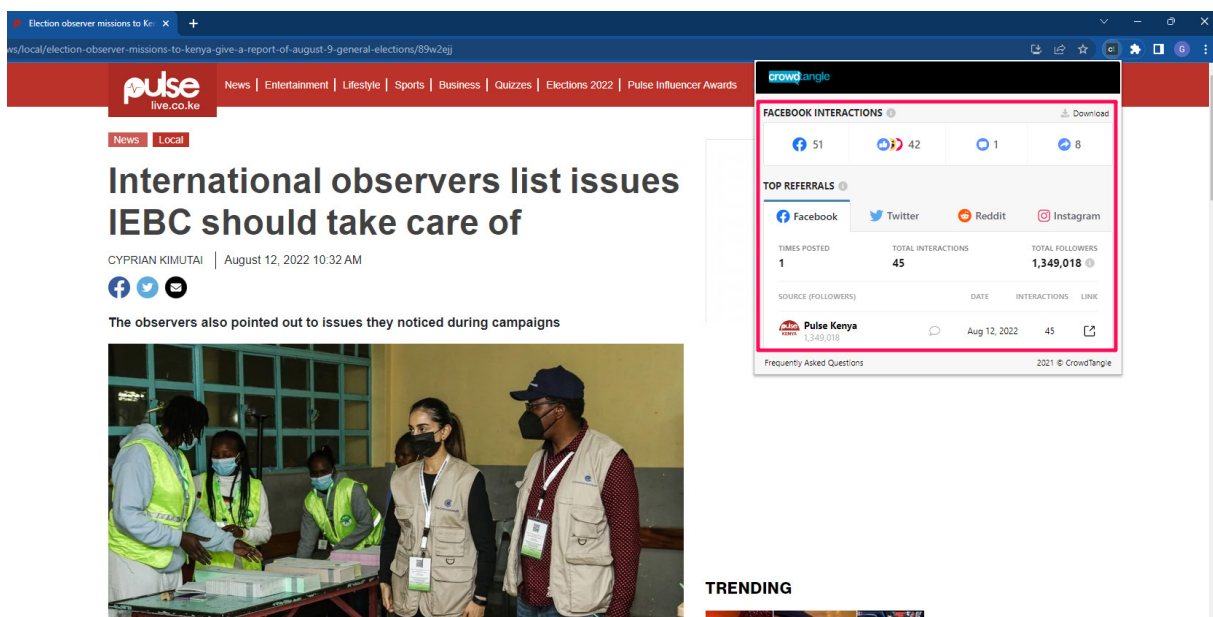 Election observer missions to Ke
ws/local/election-observer-missions-to-kenya-give-a-report-of-august-9-general-elections/89w2ejj
G
pulse
live.co.ke
News | Entertainment | Lifestyle | Sports | Business | Quizzes | Elections 2022 | Pulse Influencer Awards
News Local
International observers list issues
IEBC should take care of
CYPRIAN KIMUTAI | August 12, 2022 10:32 AM
The observers also pointed out to issues they noticed during campaigns
crowdtangle
FACEBOOK INTERACTIONS Download
51 42 1 8
TOP REFERRALS
Facebook Twitter Reddit Instagram
TIMES POSTED TOTAL INTERACTIONS TOTAL FOLLOWERS
1 45 1,349,018
SOURCE (FOLLOWERS) DATE INTERACTIONS LINK
pulse KENYA Pulse Kenya Aug 12, 2022 45
1,349,018
Frequently Asked Questions 2021 © CrowdTangle
TRENDING